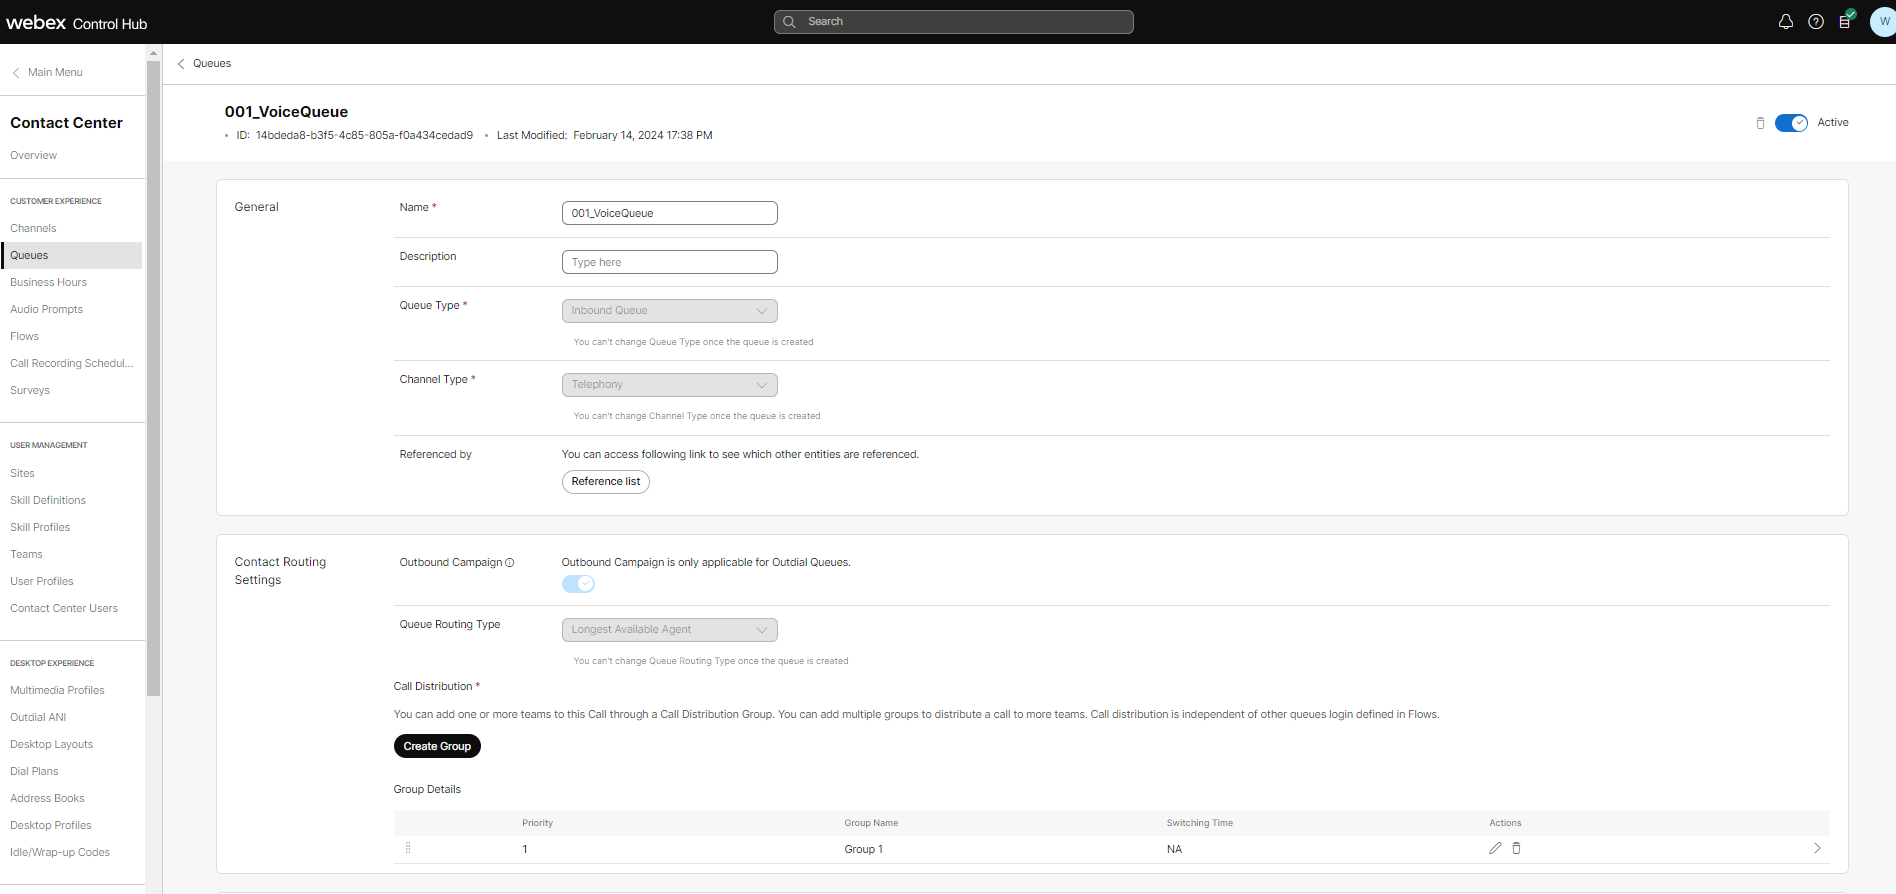 webex Control Hub
Search
W
Main Menu
Queues
Contact Center
Overview
CUSTOMER EXPERIENCE
Channels
Queues
Business Hours
Audio Prompts
Flows
Call Recording Schedul...
Surveys
USER MANAGEMENT
Sites
Skill Definitions
Skill Profiles
Teams
User Profiles
Contact Center Users
DESKTOP EXPERIENCE
Multimedia Profiles
Outdial ANI
Desktop Layouts
Dial Plans
Address Books
Desktop Profiles
Idle/Wrap-up Codes
001_VoiceQueue
• ID: 14bdeda8-b3f5-4c85-805a-f0a434cedad9 • Last Modified: February 14, 2024 17:38 PM
Active
General
Name *
001_VoiceQueue
Description
Type here
Queue Type *
Inbound Queue
You can't change Queue Type once the queue is created
Channel Type *
Telephony
You can't change Channel Type once the queue is created
Referenced by
You can access following link to see which other entities are referenced.
Reference list
Contact Routing
Settings
Outbound Campaign
Outbound Campaign is only applicable for Outdial Queues.
Queue Routing Type
Longest Available Agent
You can't change Queue Routing Type once the queue is created
Call Distribution *
You can add one or more teams to this Call through a Call Distribution Group. You can add multiple groups to distribute a call to more teams. Call distribution is independent of other queues login defined in Flows.
Create Group
Group Details
Priority Group Name Switching Time Actions
1 Group 1 NA